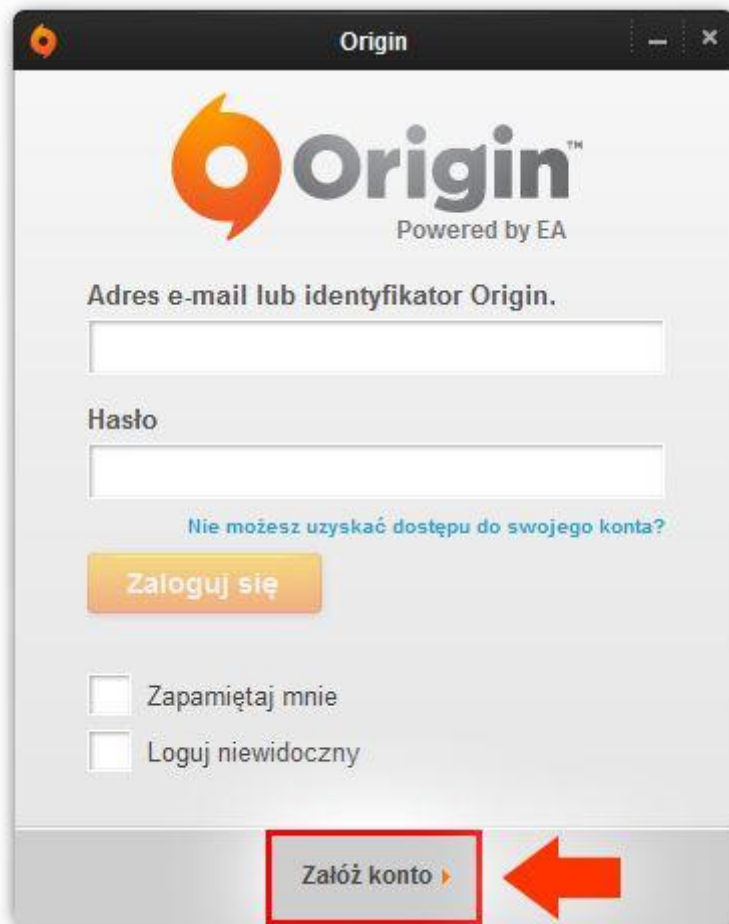 Origin
Origin™
Powered by EA
Adres e-mail lub identyfikator Origin.
Hasło
Nie możesz uzyskać dostępu do swojego konta?
Zaloguj się
Zapamiętaj mnie
Loguj niewidoczny
Załóż konto